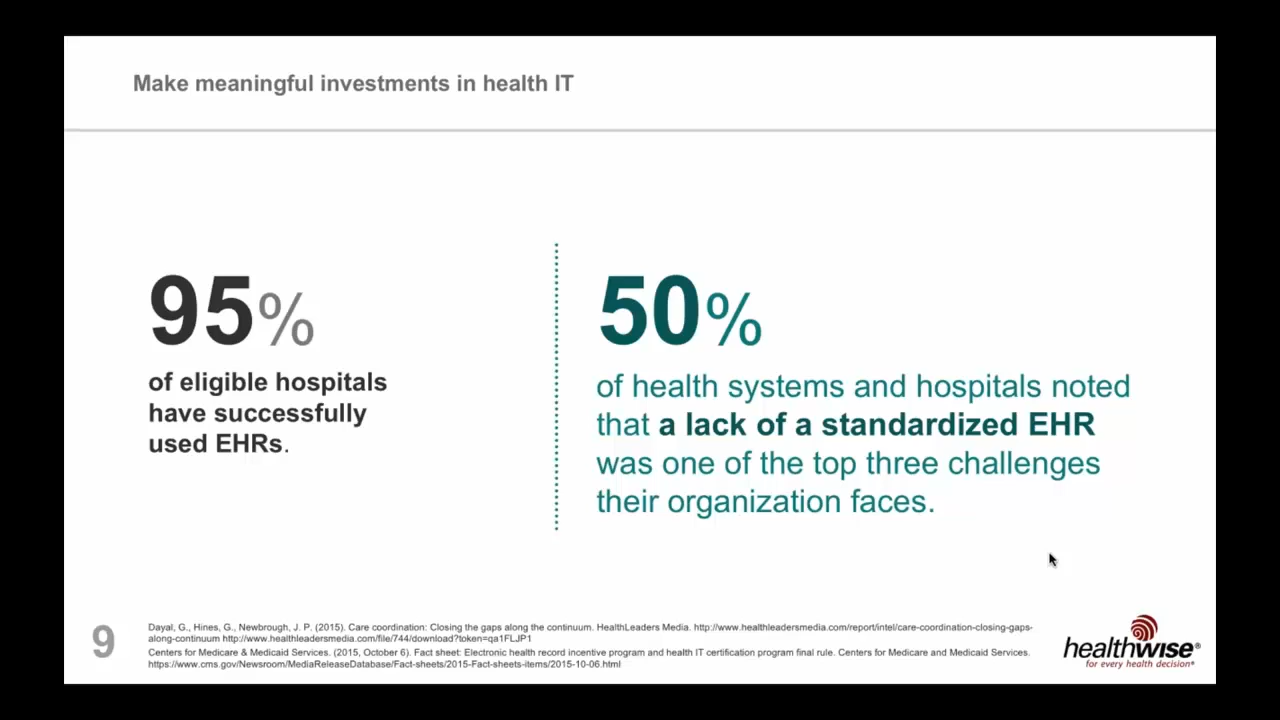 Make meaningful investments in health IT
95%
of eligible hospitals
have successfully
used EHRs.
50%
of health systems and hospitals noted
that a lack of a standardized EHR
was one of the top three challenges
their organization faces.
9
Dayal, G., Hines, G., Newbrough, J. P. (2015). Care coordination: Closing the gaps along the continuum. HealthLeaders Media. http://www.healthleadersmedia.com/report/intel/care-coordination-closing-gaps-
along-continuum http://www.healthleadersmedia.com/file/744/download?token=qa1FLJP1
Centers for Medicare & Medicaid Services. (2015, October 6). Fact sheet: Electronic health record incentive program and health IT certification program final rule. Centers for Medicare and Medicaid Services.
https://www.cms.gov/Newsroom/MediaReleaseDatabase/Fact-sheets/2015-Fact-sheets-items/2015-10-06.html
healthwise®
for every health decision®